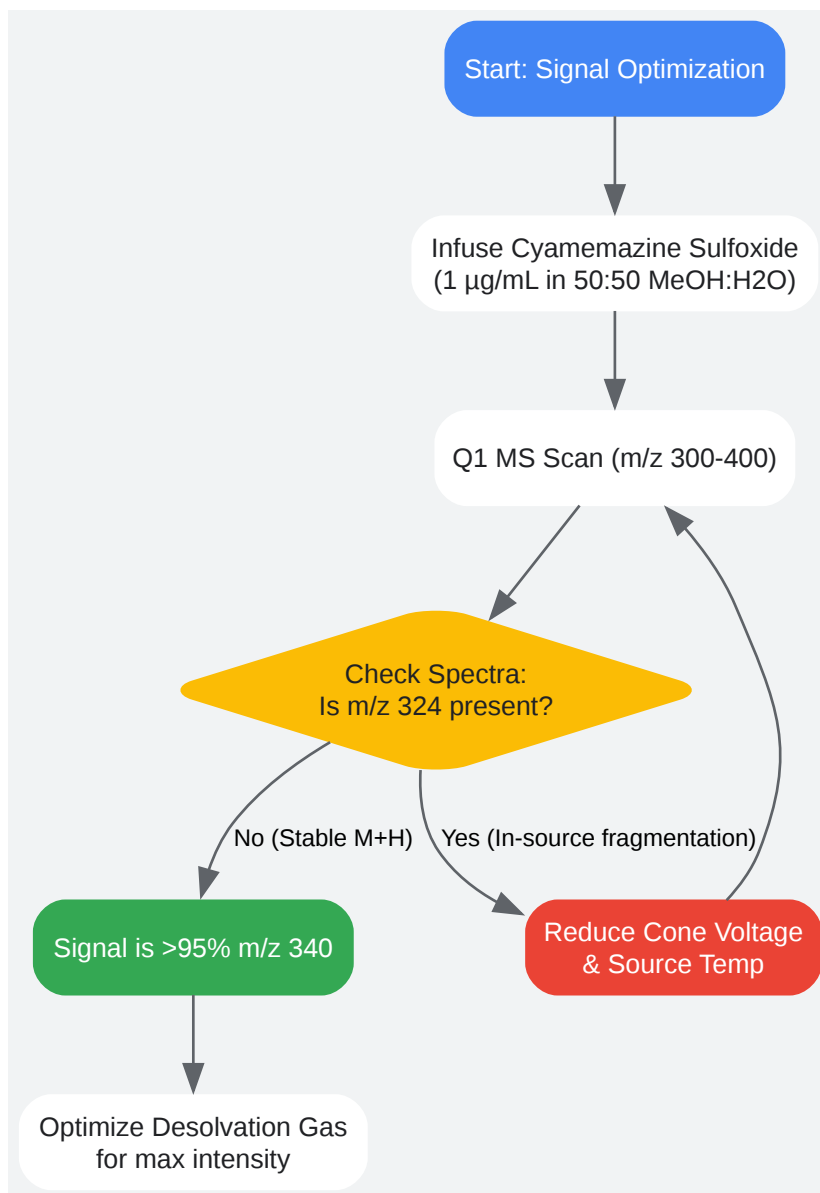 Start: Signal Optimization
Infuse Cyamemazine Sulfoxide
(1 µg/mL in 50:50 MeOH:H2O)
Q1 MS Scan (m/z 300-400)
Check Spectra:
Is m/z 324 present?
No (Stable M+H)
Yes (In-source fragmentation)
Signal is >95% m/z 340
Reduce Cone Voltage
& Source Temp
Optimize Desolvation Gas
for max intensity